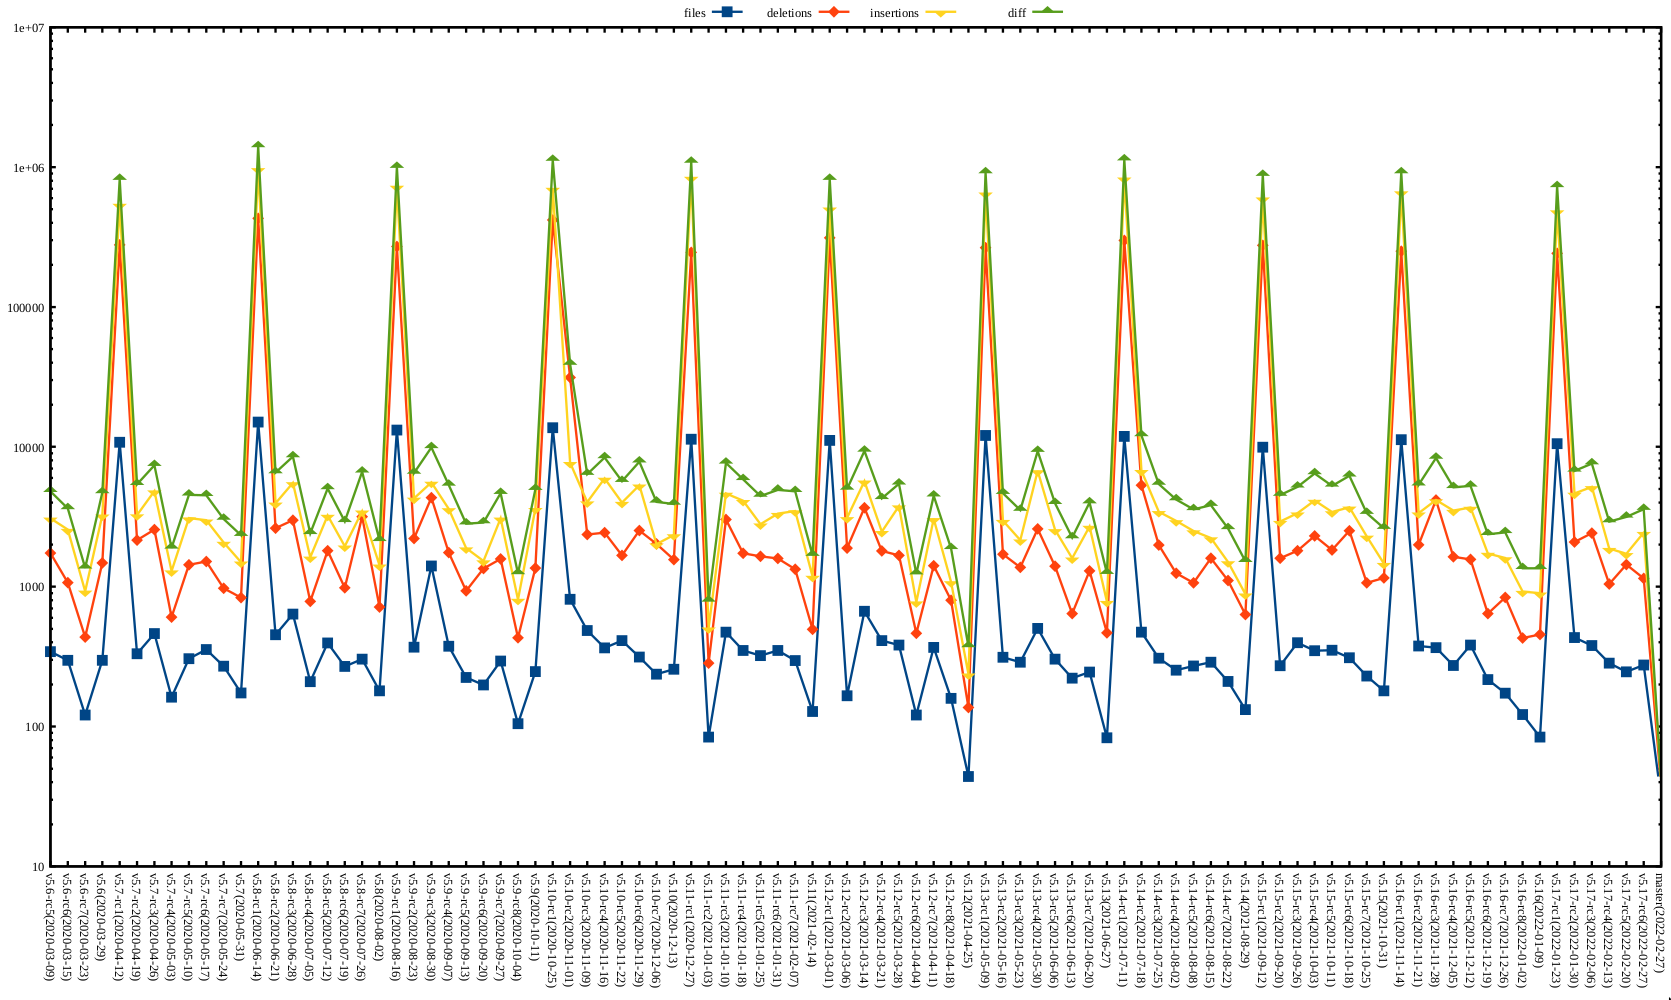 files deletions insertions diff
1e+07
1e+06
100000
10000
1000
100
10
v5.6-rc5(2020-03-09)
v5.6-rc6(2020-03-15)
v5.6-rc7(2020-03-23)
v5.6(2020-03-29)
v5.7-rc1(2020-04-12)
v5.7-rc2(2020-04-19)
v5.7-rc3(2020-04-26)
v5.7-rc4(2020-05-03)
v5.7-rc5(2020-05-10)
v5.7-rc6(2020-05-17)
v5.7-rc7(2020-05-24)
v5.7(2020-05-31)
v5.8-rc1(2020-06-14)
v5.8-rc2(2020-06-21)
v5.8-rc3(2020-06-28)
v5.8-rc4(2020-07-05)
v5.8-rc5(2020-07-12)
v5.8-rc6(2020-07-19)
v5.8-rc7(2020-07-26)
v5.8(2020-08-02)
v5.9-rc1(2020-08-16)
v5.9-rc2(2020-08-23)
v5.9-rc3(2020-08-30)
v5.9-rc4(2020-09-07)
v5.9-rc5(2020-09-13)
v5.9-rc6(2020-09-20)
v5.9-rc7(2020-09-27)
v5.9-rc8(2020-10-04)
v5.9(2020-10-11)
v5.10-rc1(2020-10-25)
v5.10-rc2(2020-11-01)
v5.10-rc3(2020-11-09)
v5.10-rc4(2020-11-16)
v5.10-rc5(2020-11-22)
v5.10-rc6(2020-11-29)
v5.10-rc7(2020-12-06)
v5.10(2020-12-13)
v5.11-rc1(2020-12-27)
v5.11-rc2(2021-01-03)
v5.11-rc3(2021-01-10)
v5.11-rc4(2021-01-18)
v5.11-rc5(2021-01-25)
v5.11-rc6(2021-01-31)
v5.11-rc7(2021-02-07)
v5.11(2021-02-14)
v5.12-rc1(2021-03-01)
v5.12-rc2(2021-03-06)
v5.12-rc3(2021-03-14)
v5.12-rc4(2021-03-21)
v5.12-rc5(2021-03-28)
v5.12-rc6(2021-04-04)
v5.12-rc7(2021-04-11)
v5.12-rc8(2021-04-18)
v5.12(2021-04-25)
v5.13-rc1(2021-05-09)
v5.13-rc2(2021-05-16)
v5.13-rc3(2021-05-23)
v5.13-rc4(2021-05-30)
v5.13-rc5(2021-06-06)
v5.13-rc6(2021-06-13)
v5.13-rc7(2021-06-20)
v5.13(2021-06-27)
v5.14-rc1(2021-07-11)
v5.14-rc2(2021-07-18)
v5.14-rc3(2021-07-25)
v5.14-rc4(2021-08-02)
v5.14-rc5(2021-08-08)
v5.14-rc6(2021-08-15)
v5.14-rc7(2021-08-22)
v5.14(2021-08-29)
v5.15-rc1(2021-09-12)
v5.15-rc2(2021-09-20)
v5.15-rc3(2021-09-26)
v5.15-rc4(2021-10-03)
v5.15-rc5(2021-10-11)
v5.15-rc6(2021-10-18)
v5.15-rc7(2021-10-25)
v5.15(2021-10-31)
v5.16-rc1(2021-11-14)
v5.16-rc2(2021-11-21)
v5.16-rc3(2021-11-28)
v5.16-rc4(2021-12-05)
v5.16-rc5(2021-12-12)
v5.16-rc6(2021-12-19)
v5.16-rc7(2021-12-26)
v5.16-rc8(2022-01-02)
v5.16(2022-01-09)
v5.17-rc1(2022-01-23)
v5.17-rc2(2022-01-30)
v5.17-rc3(2022-02-06)
v5.17-rc4(2022-02-13)
v5.17-rc5(2022-02-20)
v5.17-rc6(2022-02-27)
master(2022-02-27)